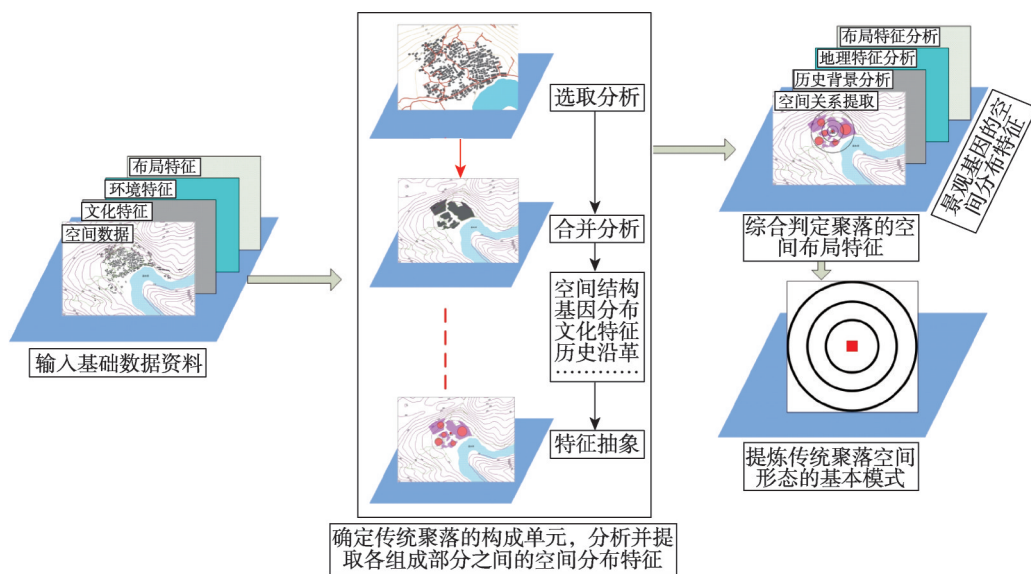 布局特征
环境特征
文化特征
空间数据
输入基础数据资料
选取分析
合并分析
空间结构
基因分布
文化特征
历史沿革
…………
特征抽象
确定传统聚落的构成单元，分析并提
取各组成部分之间的空间分布特征
布局特征分析
地理特征分析
历史背景分析
空间关系提取
景观基因的空
间分布特征
综合判定聚落的空
间布局特征
提炼传统聚落空间
形态的基本模式